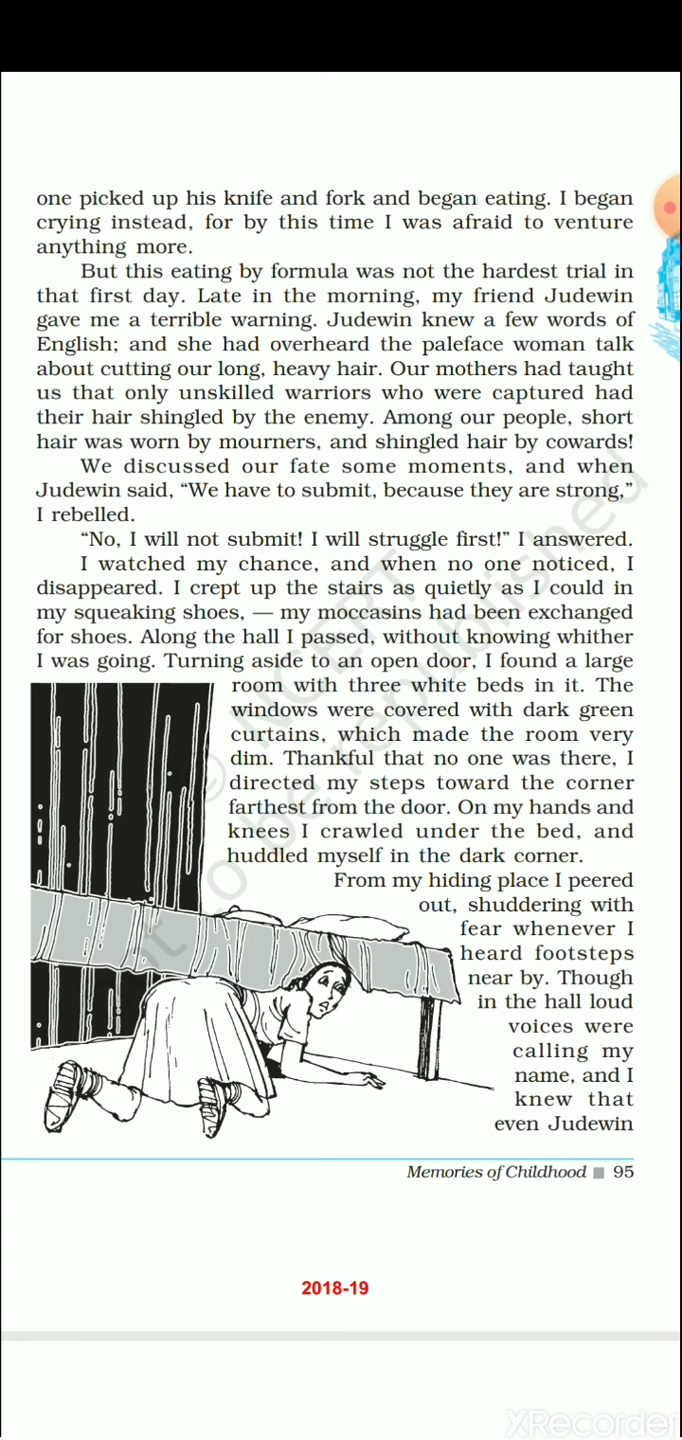 one picked up his knife and fork and began eating. I began
crying instead, for by this time I was afraid to venture
anything more.
But this eating by formula was not the hardest trial in
that first day. Late in the morning, my friend Judewin
gave me a terrible warning. Judewin knew a few words of
English; and she had overheard the paleface woman talk
about cutting our long, heavy hair. Our mothers had taught
us that only unskilled warriors who were captured had
their hair shingled by the enemy. Among our people, short
hair was worn by mourners, and shingled hair by cowards!
We discussed our fate some moments, and when
Judewin said, “We have to submit, because they are strong,”
I rebelled.
“No, I will not submit! I will struggle first!” I answered.
I watched my chance, and when no one noticed, I
disappeared. I crept up the stairs as quietly as I could in
my squeaking shoes, — my moccasins had been exchanged
for shoes. Along the hall I passed, without knowing whither
I was going. Turning aside to an open door, I found a large
room with three white beds in it. The
windows were covered with dark green
curtains, which made the room very
dim. Thankful that no one was there, I
directed my steps toward the corner
farthest from the door. On my hands and
knees I crawled under the bed, and
huddled myself in the dark corner.
From my hiding place I peered
out, shuddering with
fear whenever I
heard footsteps
near by. Though
in the hall loud
voices were
calling my
name, and I
knew that
even Judewin
Memories of Childhood ■ 95
2018-19
© NCERT
not to be republished
XRecorder